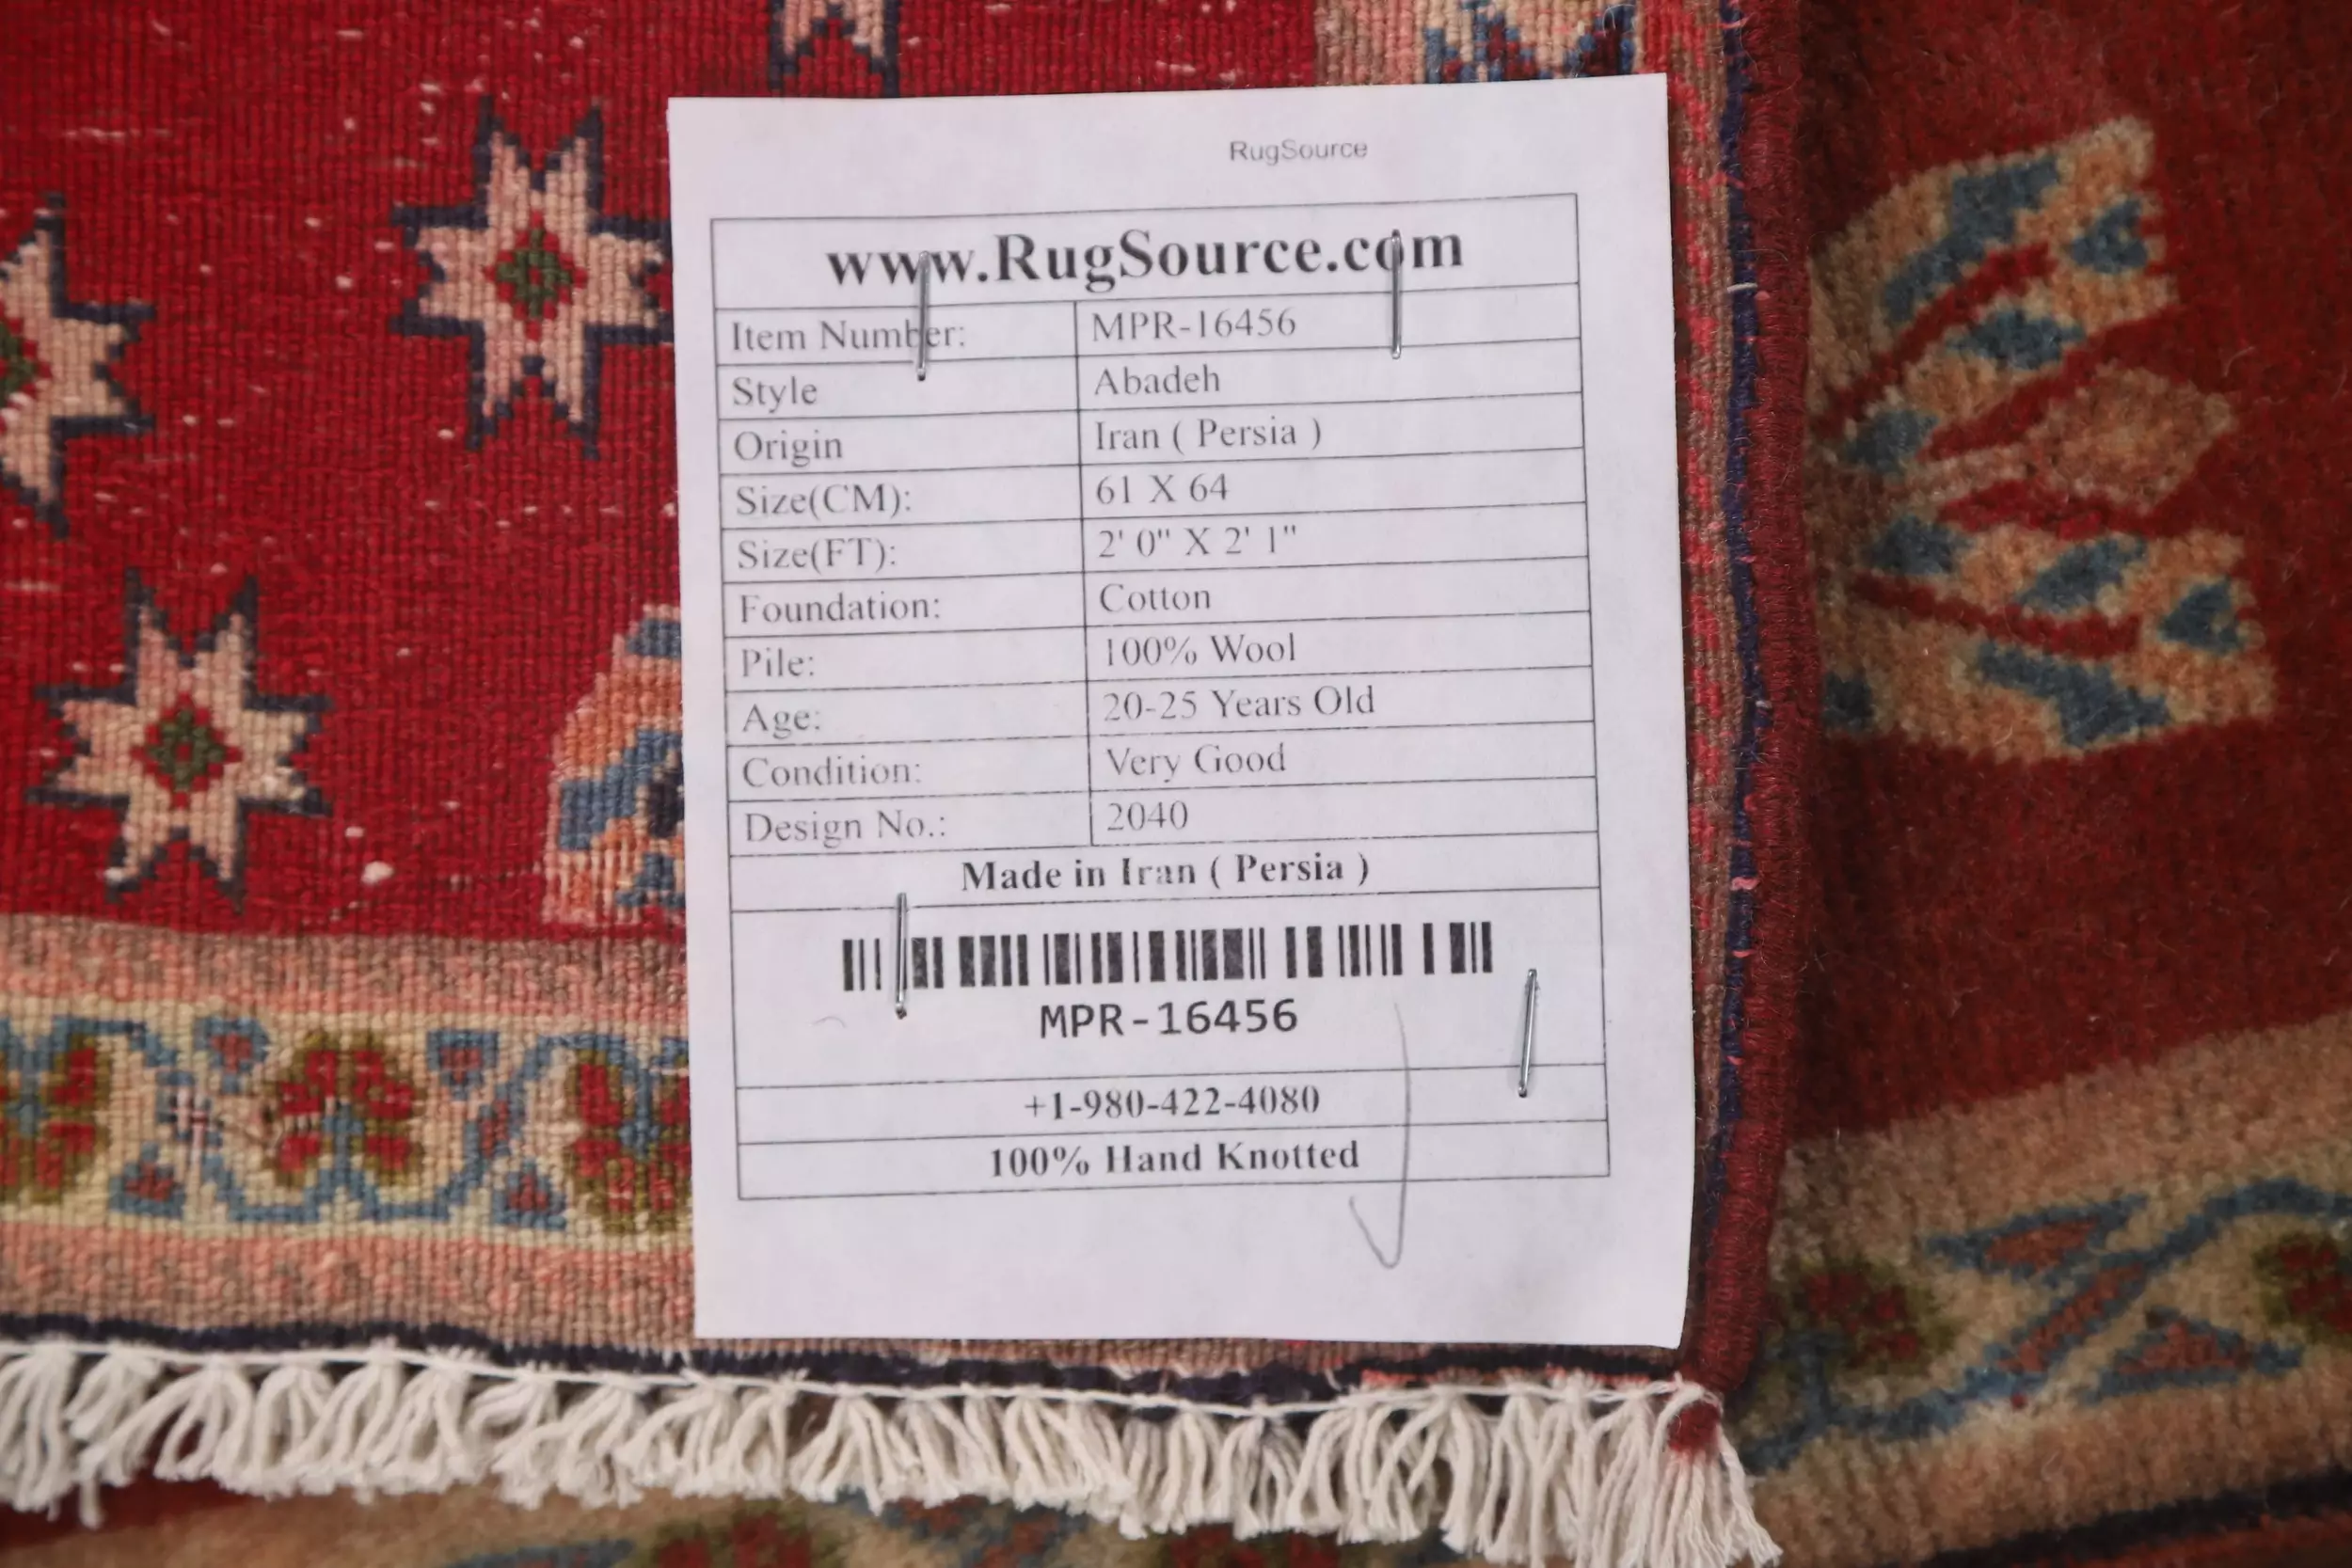 RugSource
www.RugSource.com
Item Number: MPR-16456
Style Abadeh
Origin Iran ( Persia )
Size(CM): 61 X 64
Size(FT): 2' 0" X 2' 1"
Foundation: Cotton
Pile: 100% Wool
Age: 20-25 Years Old
Condition: Very Good
Design No.: 2040
Made in Iran ( Persia )
MPR-16456
+1-980-422-4080
100% Hand Knotted